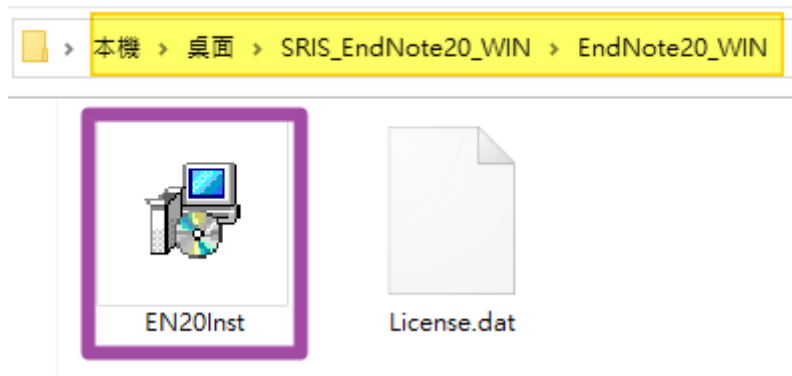 本機 > 桌面 > SRIS_EndNote20_WIN > EndNote20_WIN
EN20Inst
License.dat